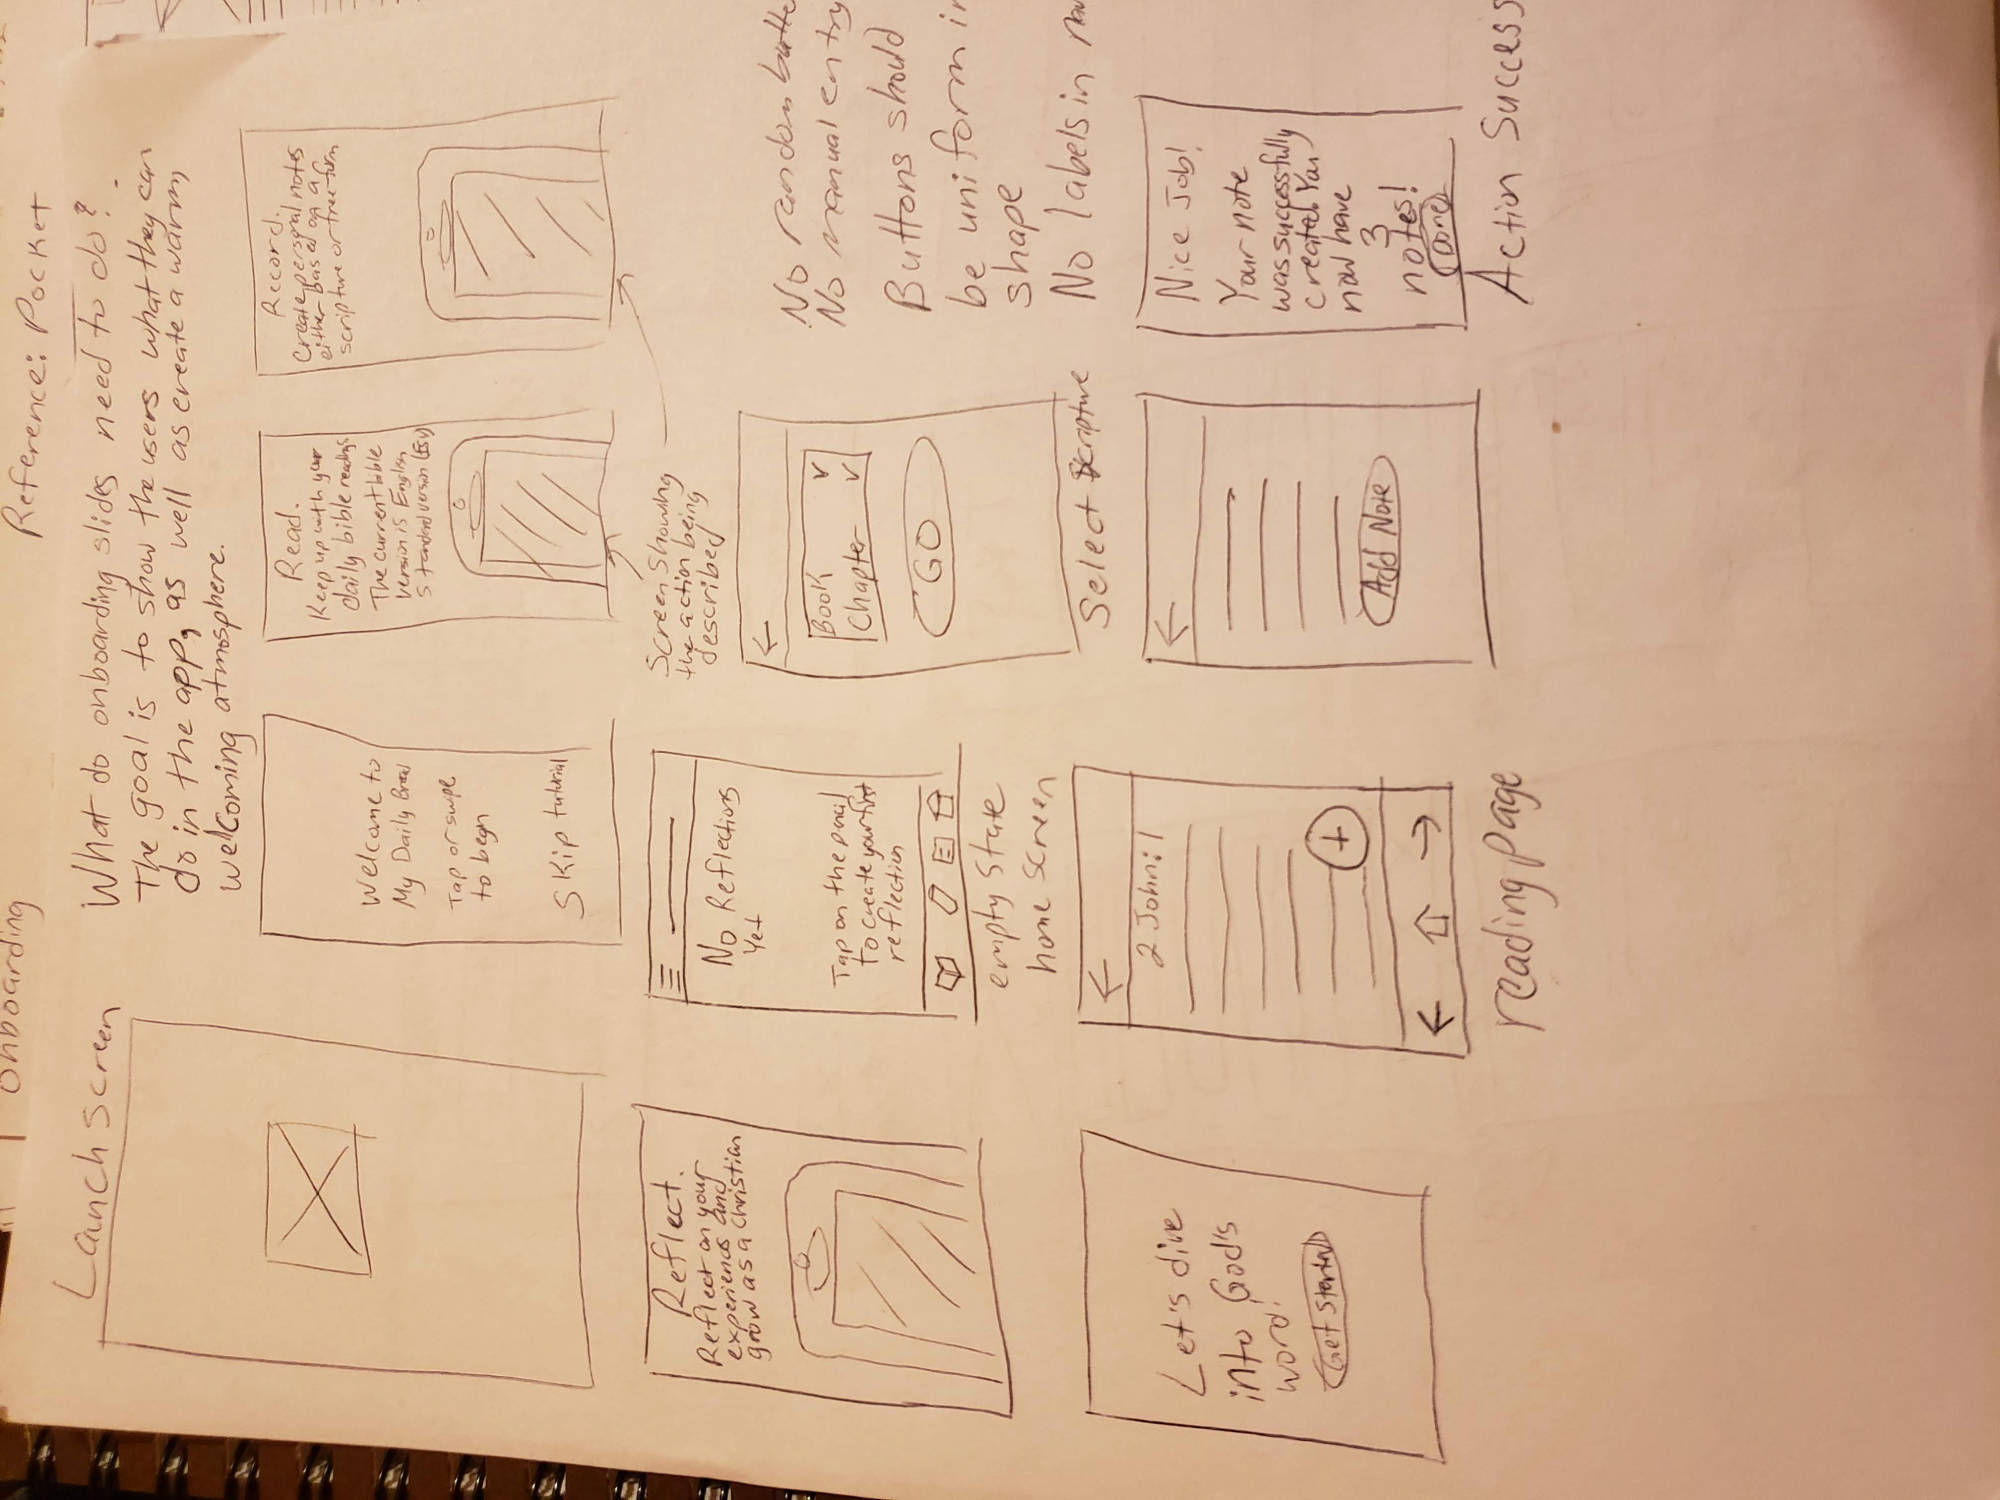 Onboarding
Reference: Pocket
Launch screen
What do onboarding slides need to do?
The goal is to show the users what they can
do in the app, as well as create a warm,
welcoming atmosphere.
Welcome to
My Daily Bread
Tap or swipe
to begin
Skip tutorial
Read.
Keep up with your
daily bible readings
The current bible
version is English
standard version (ESV)
Record.
Create personal notes
either based on a
scripture or free form
Screen showing
the action being
described
Reflect.
Reflect on your
experiences and
grow as a Christian
No Reflections
Yet
Tap on the pencil
to create your first
reflection
empty state
home screen
Book
Chapter
GO
Select Scripture
No random
No manual entry
Buttons should
be uniform in
shape
No labels in
Let's dive
into God's
word!
Get Started
2 John:1
reading page
Add Note
Nice Job!
Your note
was successfully
created. You
now have
3
notes!
Done
Action Success